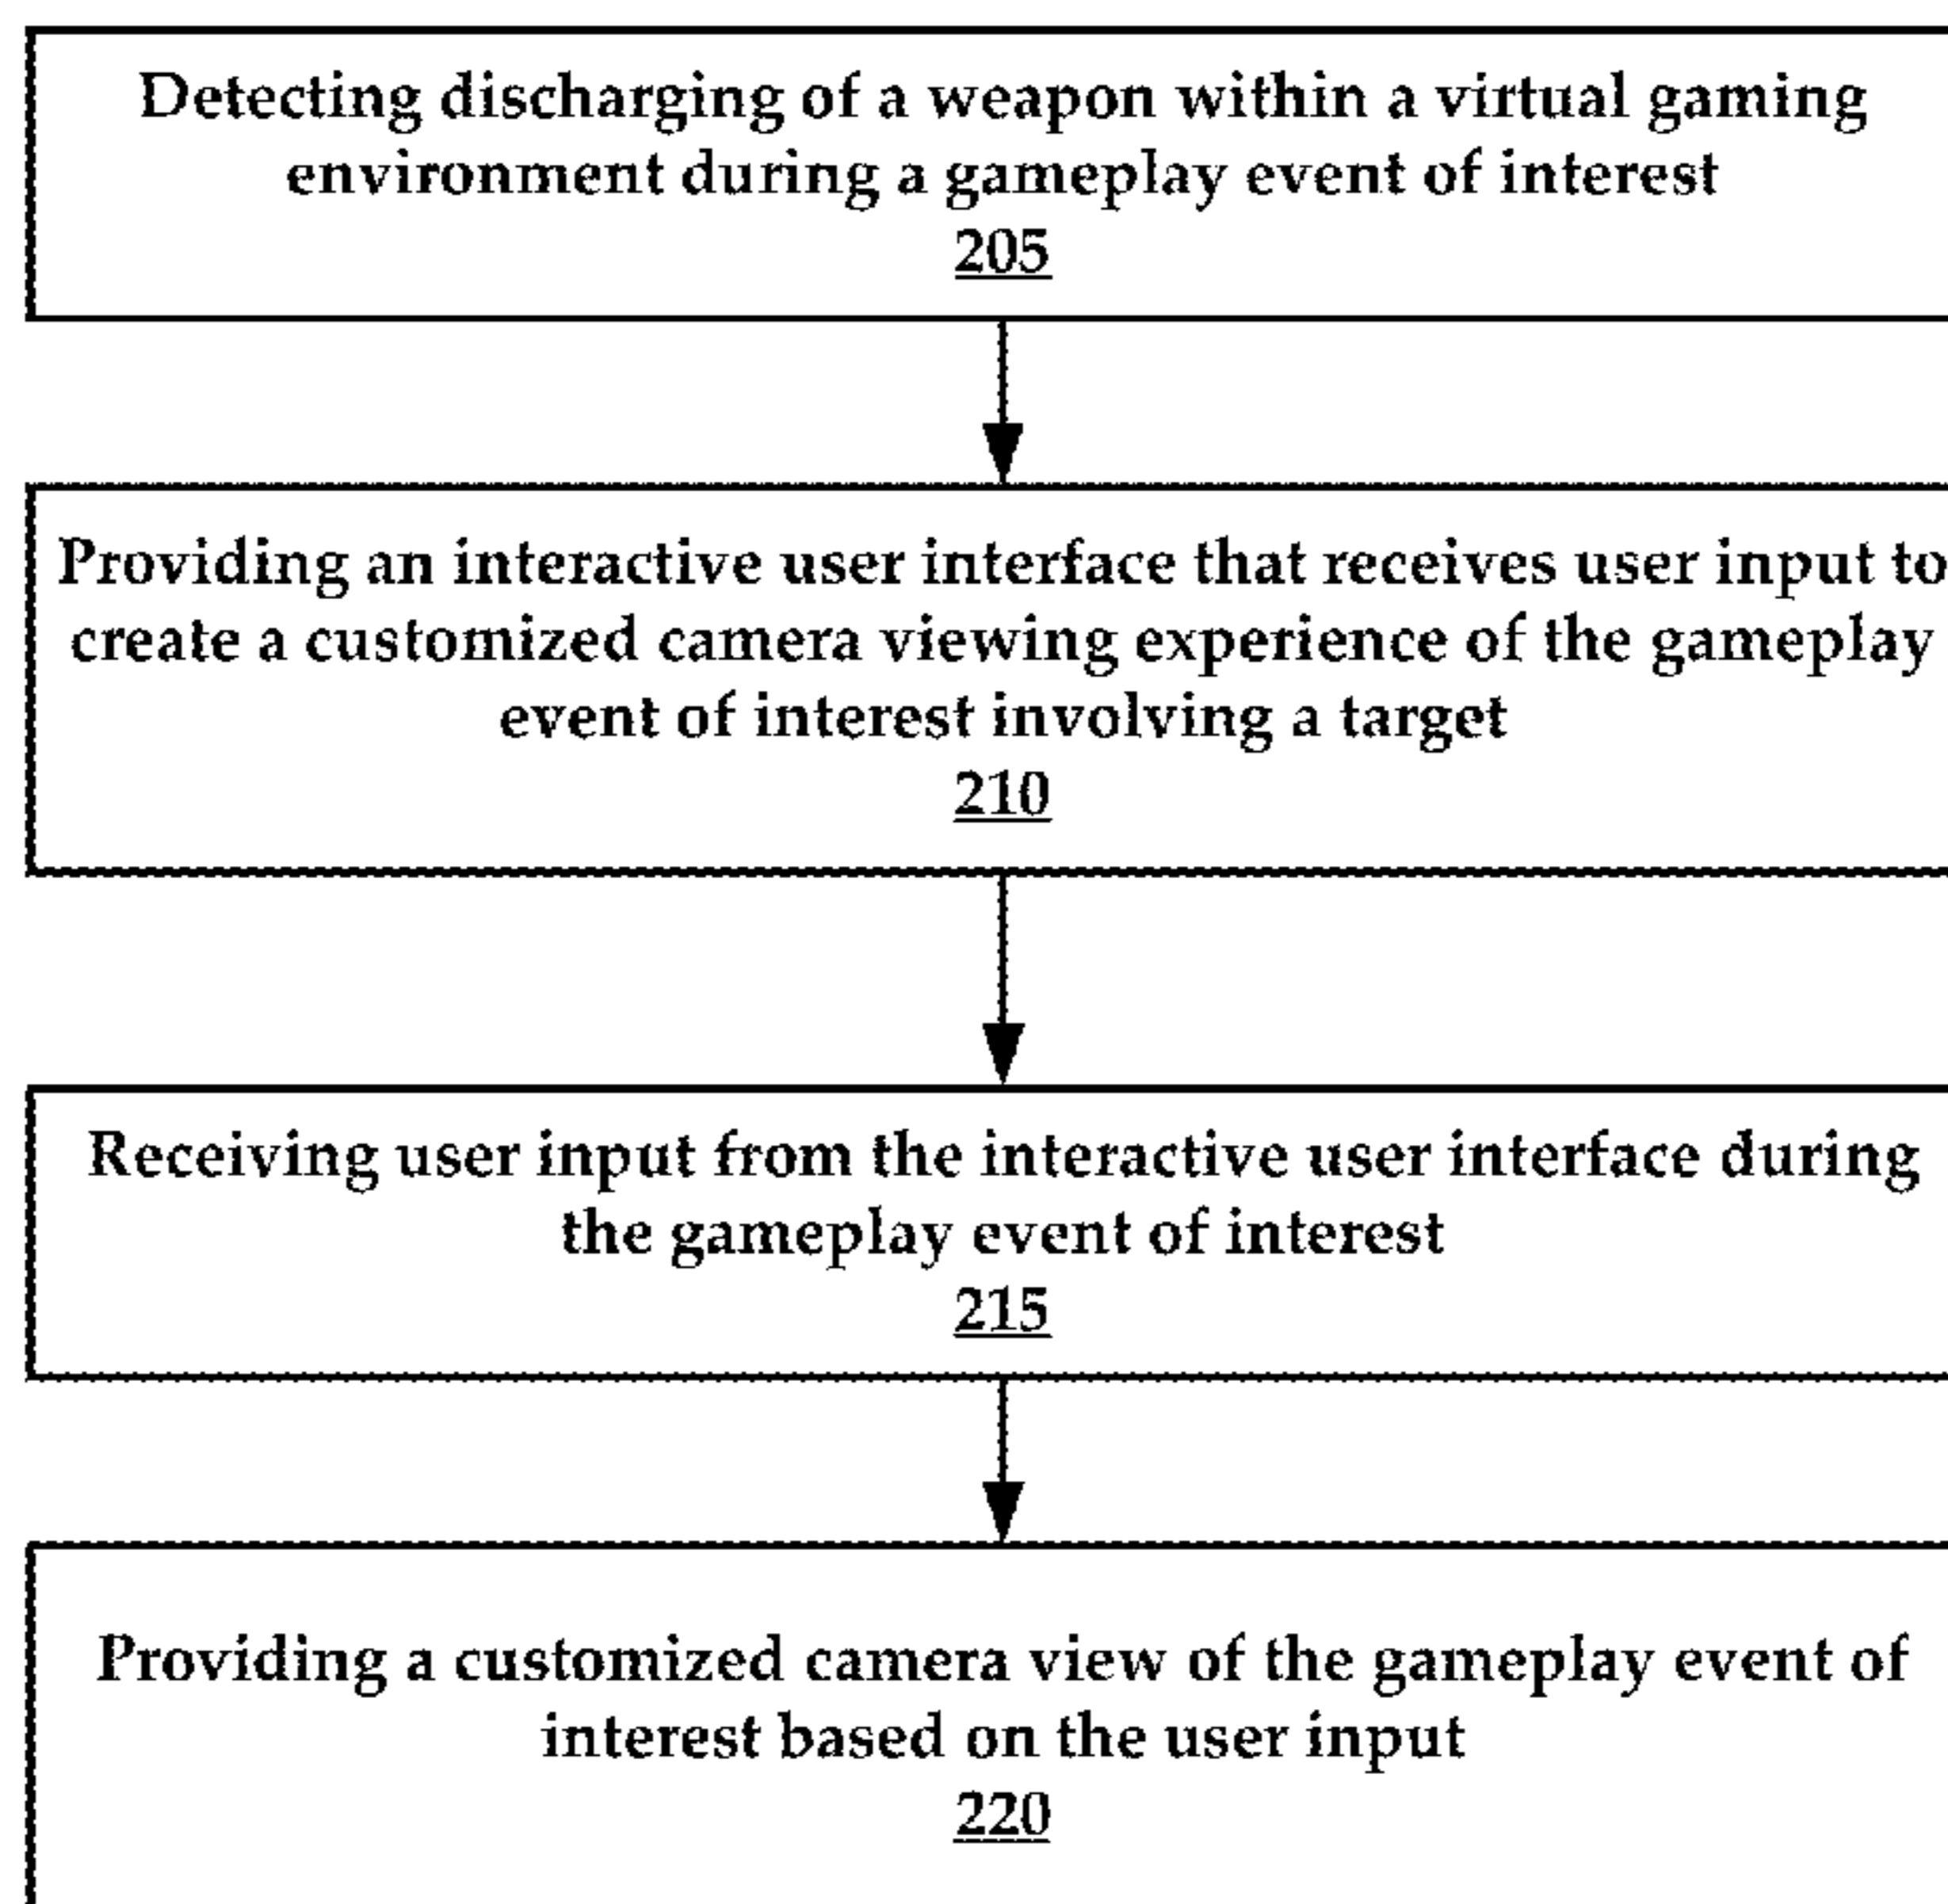 Detecting discharging of a weapon within a virtual gaming
environment during a gameplay event of interest
205
Providing an interactive user interface that receives user input to
create a customized camera viewing experience of the gameplay
event of interest involving a target
210
Receiving user input from the interactive user interface during
the gameplay event of interest
215
Providing a customized camera view of the gameplay event of
interest based on the user input
220